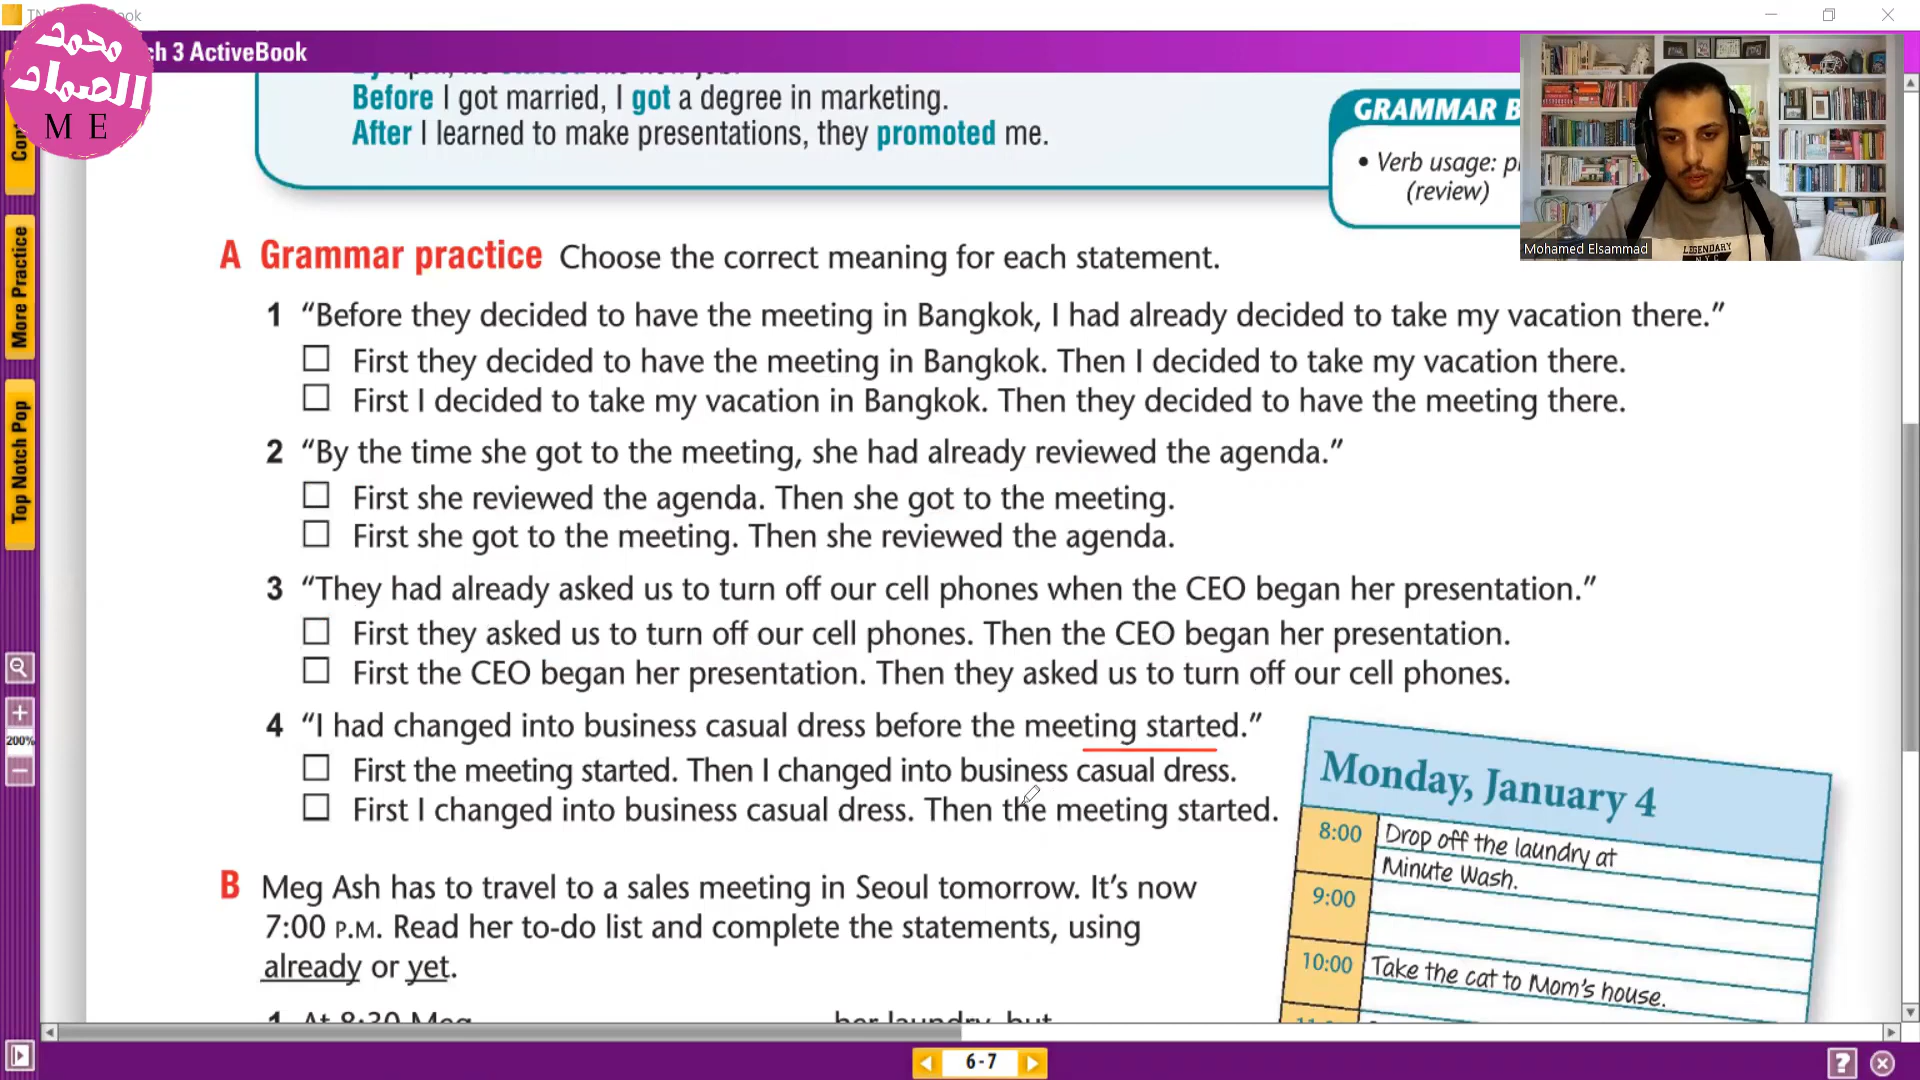 محمد
الصماد
M E
ch 3 ActiveBook
More Practice
Top Notch Pop
200%
Before I got married, I got a degree in marketing.
After I learned to make presentations, they promoted me.
GRAMMAR B
• Verb usage: p
(review)
LEGENDARY
Mohamed Elsammad
A Grammar practice Choose the correct meaning for each statement.
1 “Before they decided to have the meeting in Bangkok, I had already decided to take my vacation there.”
First they decided to have the meeting in Bangkok. Then I decided to take my vacation there.
First I decided to take my vacation in Bangkok. Then they decided to have the meeting there.
2 “By the time she got to the meeting, she had already reviewed the agenda.”
First she reviewed the agenda. Then she got to the meeting.
First she got to the meeting. Then she reviewed the agenda.
3 “They had already asked us to turn off our cell phones when the CEO began her presentation.”
First they asked us to turn off our cell phones. Then the CEO began her presentation.
First the CEO began her presentation. Then they asked us to turn off our cell phones.
4 “I had changed into business casual dress before the meeting started.”
First the meeting started. Then I changed into business casual dress.
First I changed into business casual dress. Then the meeting started.
Monday, January 4
8:00 Drop off the laundry at
Minute Wash.
9:00
10:00 Take the cat to Mom's house.
B Meg Ash has to travel to a sales meeting in Seoul tomorrow. It’s now
7:00 P.M. Read her to-do list and complete the statements, using
already or yet.
1 At 8:30 Meg her laundry, but
6-7